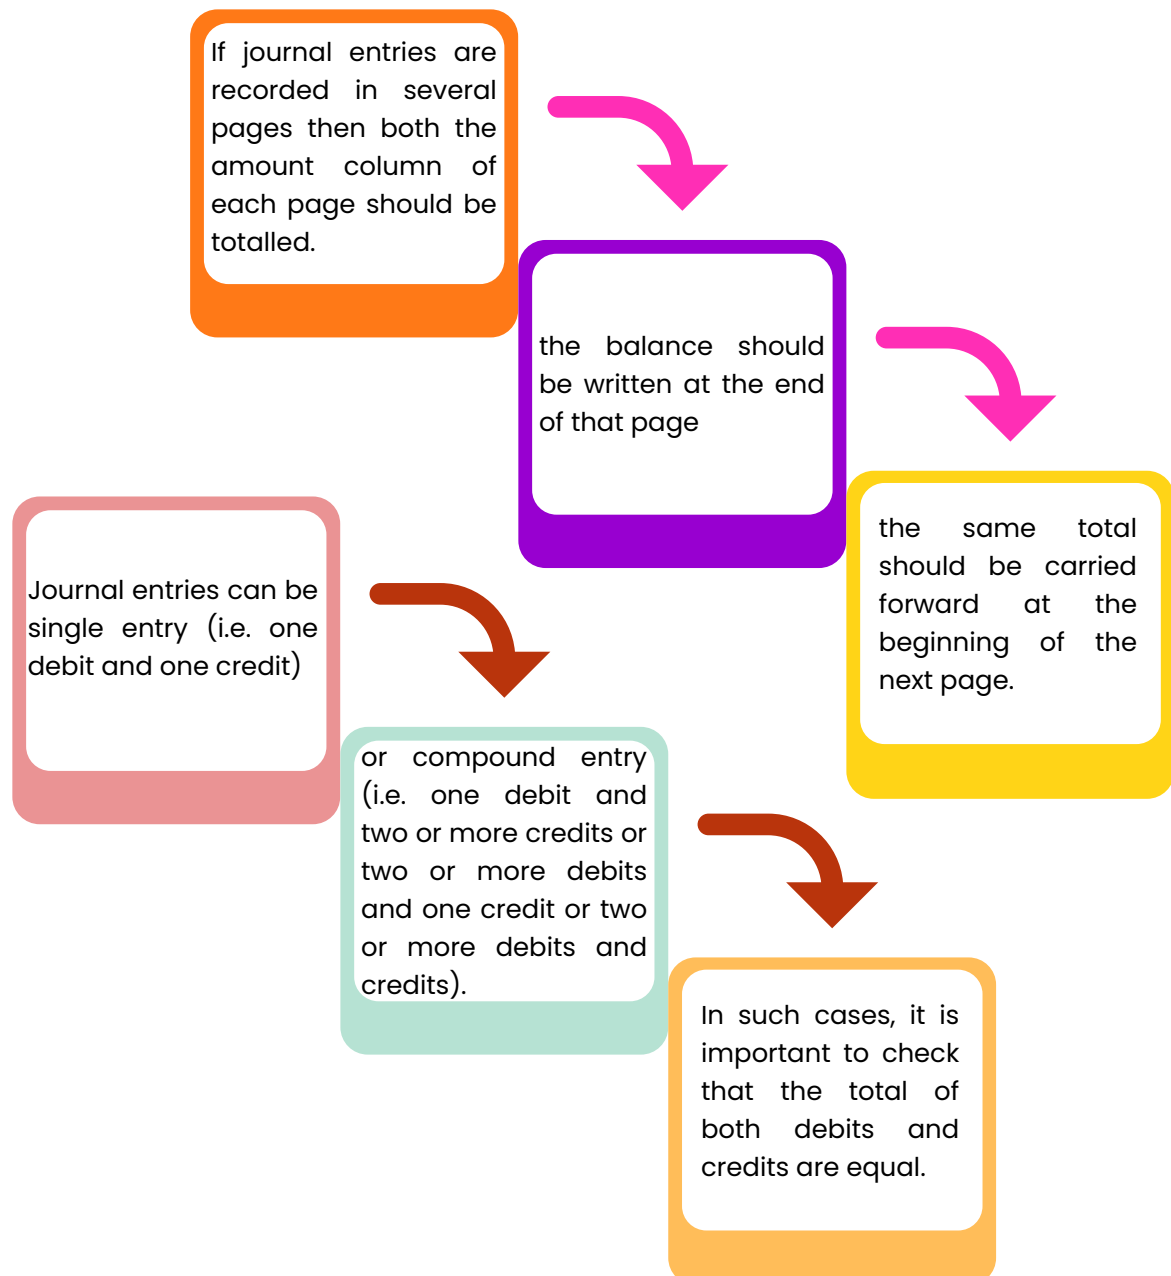 If journal entries are
recorded in several
pages then both the
amount column of
each page should be
totalled.
the balance should
be written at the end
of that page
the same total
should be carried
forward at the
beginning of the
next page.
Journal entries can be
single entry (i.e. one
debit and one credit)
or compound entry
(i.e. one debit and
two or more credits or
two or more debits
and one credit or two
or more debits and
credits).
In such cases, it is
important to check
that the total of
both debits and
credits are equal.